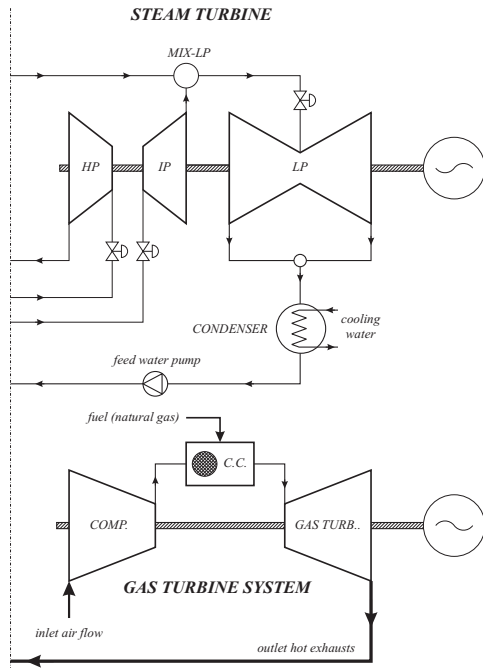 STEAM TURBINE
MIX-LP
HP
IP
LP
CONDENSER
cooling
water
feed water pump
fuel (natural gas)
C.C.
COMP.
GAS TURB..
GAS TURBINE SYSTEM
inlet air flow
outlet hot exhausts